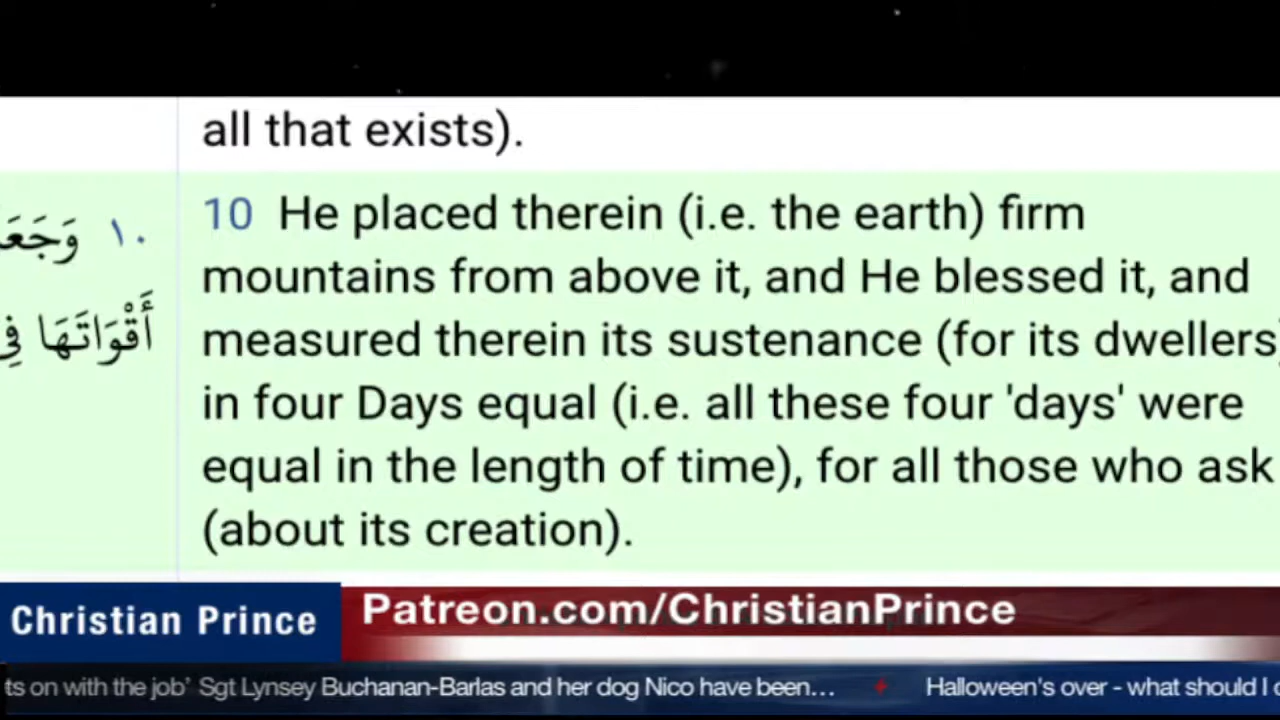 all that exists).
10 He placed therein (i.e. the earth) firm
mountains from above it, and He blessed it, and
measured therein its sustenance (for its dwellers)
in four Days equal (i.e. all these four 'days' were
equal in the length of time), for all those who ask
(about its creation).
١٠
أَقْوَاتَهَا فِي
Christian Prince
Patreon.com/ChristianPrince
on with the job' Sgt Lynsey Buchanan-Barlas and her dog Nico have been... Halloween's over - what should I